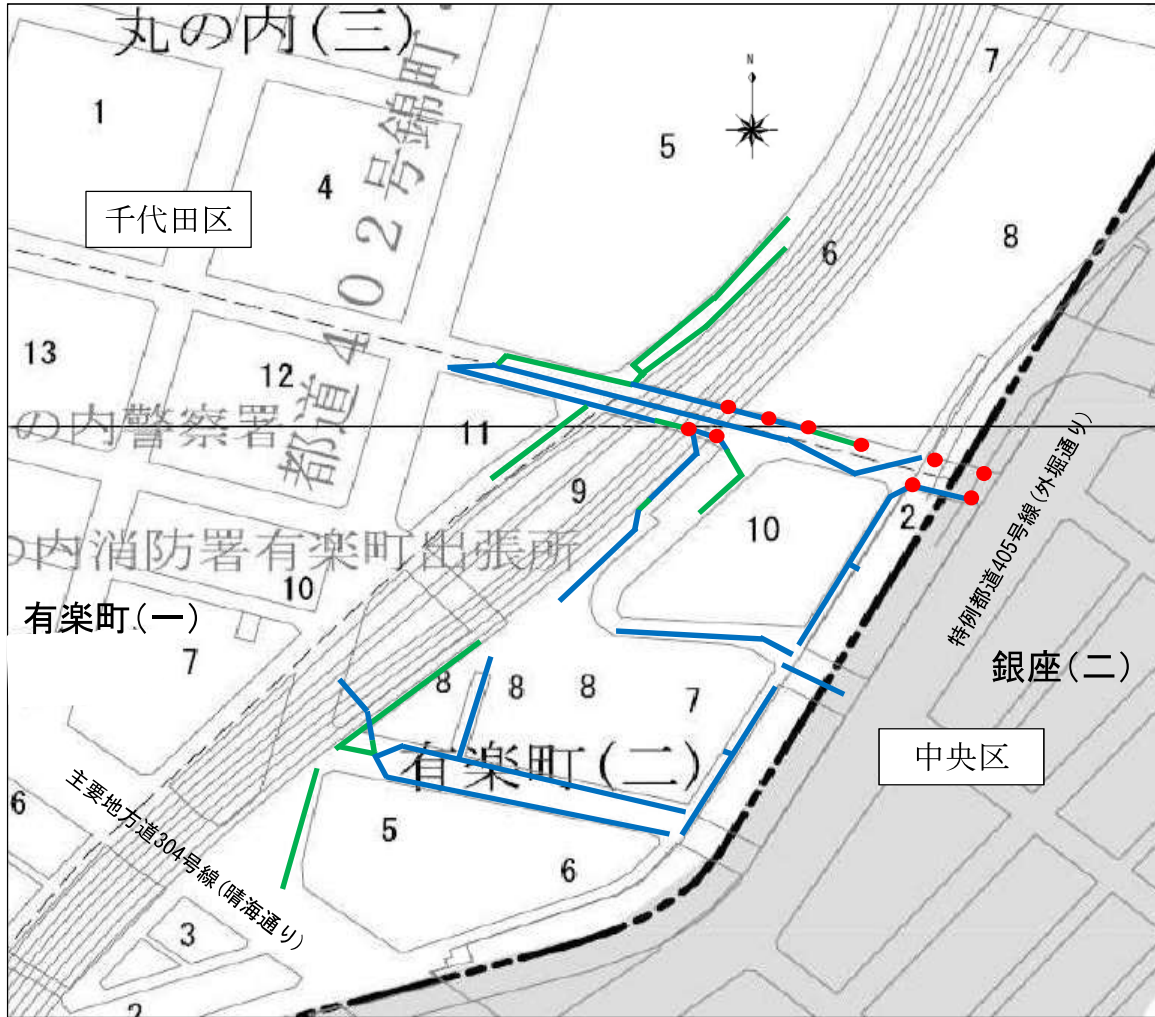 丸の内(三)
7
1
N
5
4
都道402号錦町
千代田区
6
8
13
12
の内警察署
11
9
10
2
の内消防署有楽町出張所
10
特例都道405号線(外堀通り)
有楽町(一)
7
8
8
8
7
銀座(二)
有楽町(二)
中央区
主要地方道304号線(晴海通り)
6
5
6
3
2